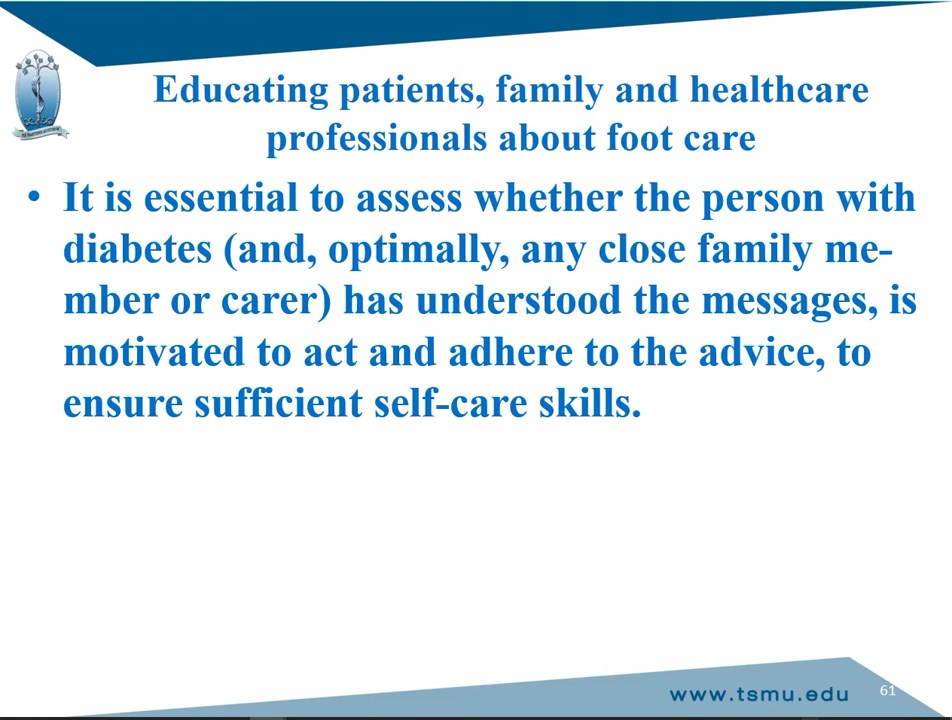 Educating patients, family and healthcare
professionals about foot care
• It is essential to assess whether the person with
diabetes (and, optimally, any close family me-
mber or carer) has understood the messages, is
motivated to act and adhere to the advice, to
ensure sufficient self-care skills.
www.tsmu.edu
61